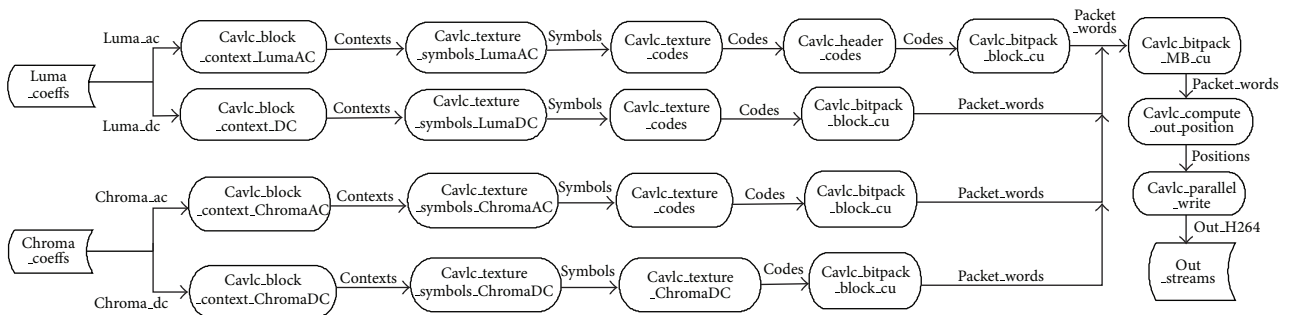 Luma
_coeffs
Luma_ac
Luma_dc
Cavlc_block
_context_LumaAC
Contexts
Cavlc_texture
_symbols_LumaAC
Symbols
Cavlc_texture
_codes
Codes
Cavlc_header
_codes
Codes
Cavlc_bitpack
_block_cu
Packet
_words
Cavlc_bitpack
_MB_cu
Cavlc_block
_context_DC
Contexts
Cavlc_texture
_symbols_LumaDC
Symbols
Cavlc_texture
_codes
Codes
Cavlc_bitpack
_block_cu
Packet_words
Chroma
_coeffs
Chroma_ac
Chroma_dc
Cavlc_block
_context_ChromaAC
Contexts
Cavlc_texture
_symbols_ChromaAC
Symbols
Cavlc_texture
_codes
Codes
Cavlc_bitpack
_block_cu
Packet_words
Cavlc_block
_context_ChromaDC
Contexts
Cavlc_texture
_symbols_ChromaDC
Symbols
Cavlc_texture
_ChromaDC
Codes
Cavlc_bitpack
_block_cu
Packet_words
Packet_words
Cavlc_compute
_out_position
Positions
Cavlc_parallel
_write
Out_H264
Out
_streams